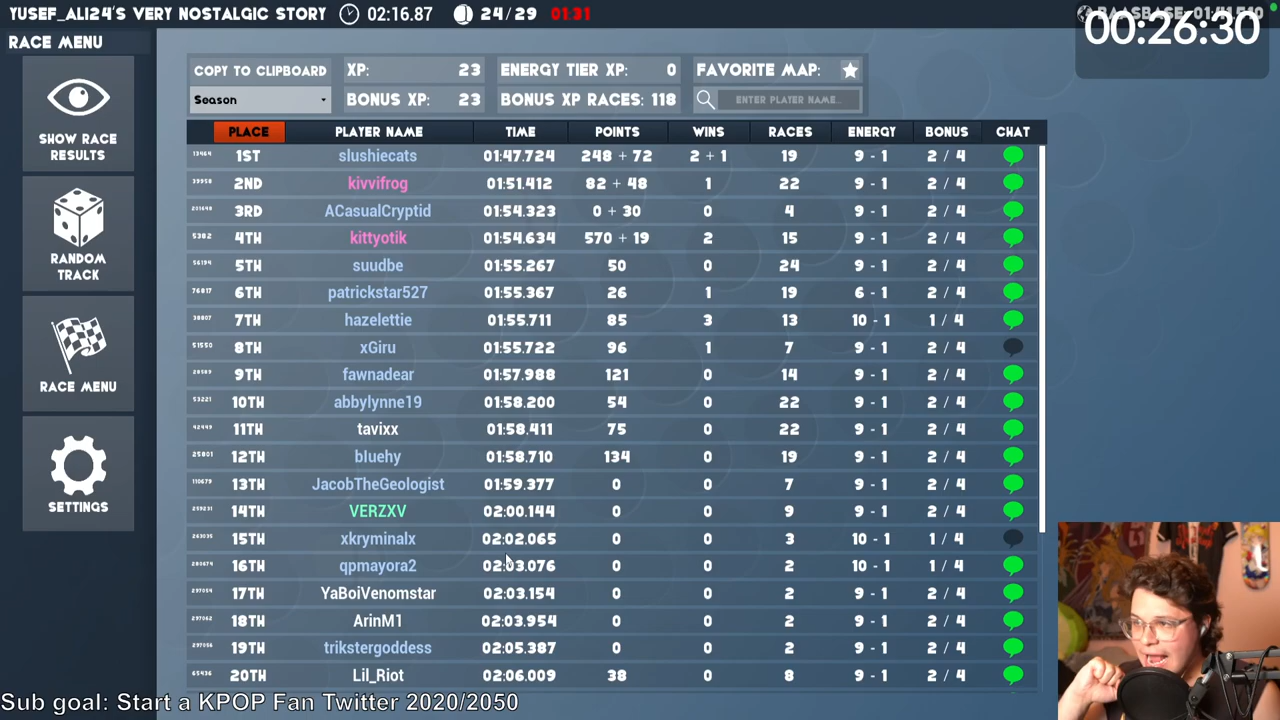 YUSEF_ALI24'S VERY NOSTALGIC STORY 02:16.87 24/29 01:31
00:26:30
RACE MENU
SHOW RACE RESULTS
RANDOM TRACK
RACE MENU
SETTINGS
COPY TO CLIPBOARD XP: 23 ENERGY TIER XP: 0 FAVORITE MAP:
Season BONUS XP: 23 BONUS XP RACES: 118 ENTER PLAYER NAME...
PLACE PLAYER NAME TIME POINTS WINS RACES ENERGY BONUS CHAT
1ST slushiecats 01:47.724 248 + 72 2 + 1 19 9 - 1 2 / 4
2ND kivvifrog 01:51.412 82 + 48 1 22 9 - 1 2 / 4
3RD ACasualCryptid 01:54.323 0 + 30 0 4 9 - 1 2 / 4
4TH kittyotik 01:54.634 570 + 19 2 15 9 - 1 2 / 4
5TH suudbe 01:55.267 50 0 24 9 - 1 2 / 4
6TH patrickstar527 01:55.367 26 1 19 6 - 1 2 / 4
7TH hazelettie 01:55.711 85 3 13 10 - 1 1 / 4
8TH xGiru 01:55.722 96 1 7 9 - 1 2 / 4
9TH fawnadear 01:57.988 121 0 14 9 - 1 2 / 4
10TH abbylynne19 01:58.200 54 0 22 9 - 1 2 / 4
11TH tavixx 01:58.411 75 0 22 9 - 1 2 / 4
12TH bluehy 01:58.710 134 0 19 9 - 1 2 / 4
13TH JacobTheGeologist 01:59.377 0 0 7 9 - 1 2 / 4
14TH VERZXV 02:00.144 0 0 9 9 - 1 2 / 4
15TH xkryminalx 02:02.065 0 0 3 10 - 1 1 / 4
16TH qpmayora2 02:03.076 0 0 2 10 - 1 1 / 4
17TH YaBoiVenomstar 02:03.154 0 0 2 9 - 1 2 / 4
18TH ArinM1 02:03.954 0 0 2 9 - 1 2 / 4
19TH trikstergoddess 02:05.387 0 0 2 9 - 1 2 / 4
20TH Lil_Riot 02:06.009 38 0 8 9 - 1 2 / 4
Sub goal: Start a KPOP Fan Twitter 2020/2050